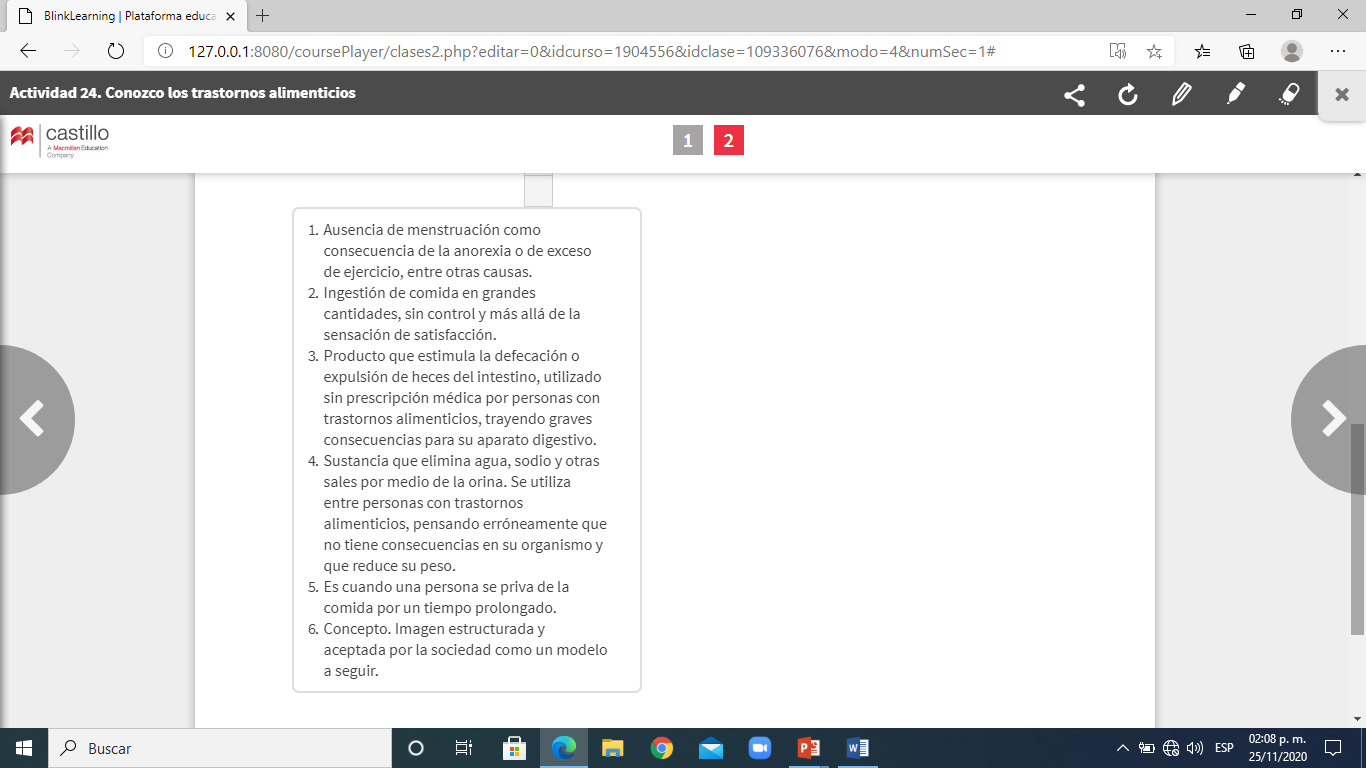 BlinkLearning | Plataforma educa
127.0.0.1:8080/coursePlayer/clases2.php?editar=0&idcurso=1904556&idclase=109336076&modo=4&numSec=1#
Actividad 24. Conozco los trastornos alimenticios
castillo
A Macmillan Education
Company
1 2
1. Ausencia de menstruación como
consecuencia de la anorexia o de exceso
de ejercicio, entre otras causas.
2. Ingestión de comida en grandes
cantidades, sin control y más allá de la
sensación de satisfacción.
3. Producto que estimula la defecación o
expulsión de heces del intestino, utilizado
sin prescripción médica por personas con
trastornos alimenticios, trayendo graves
consecuencias para su aparato digestivo.
4. Sustancia que elimina agua, sodio y otras
sales por medio de la orina. Se utiliza
entre personas con trastornos
alimenticios, pensando erróneamente que
no tiene consecuencias en su organismo y
que reduce su peso.
5. Es cuando una persona se priva de la
comida por un tiempo prolongado.
6. Concepto. Imagen estructurada y
aceptada por la sociedad como un modelo
a seguir.
Buscar
ESP
02:08 p. m.
25/11/2020